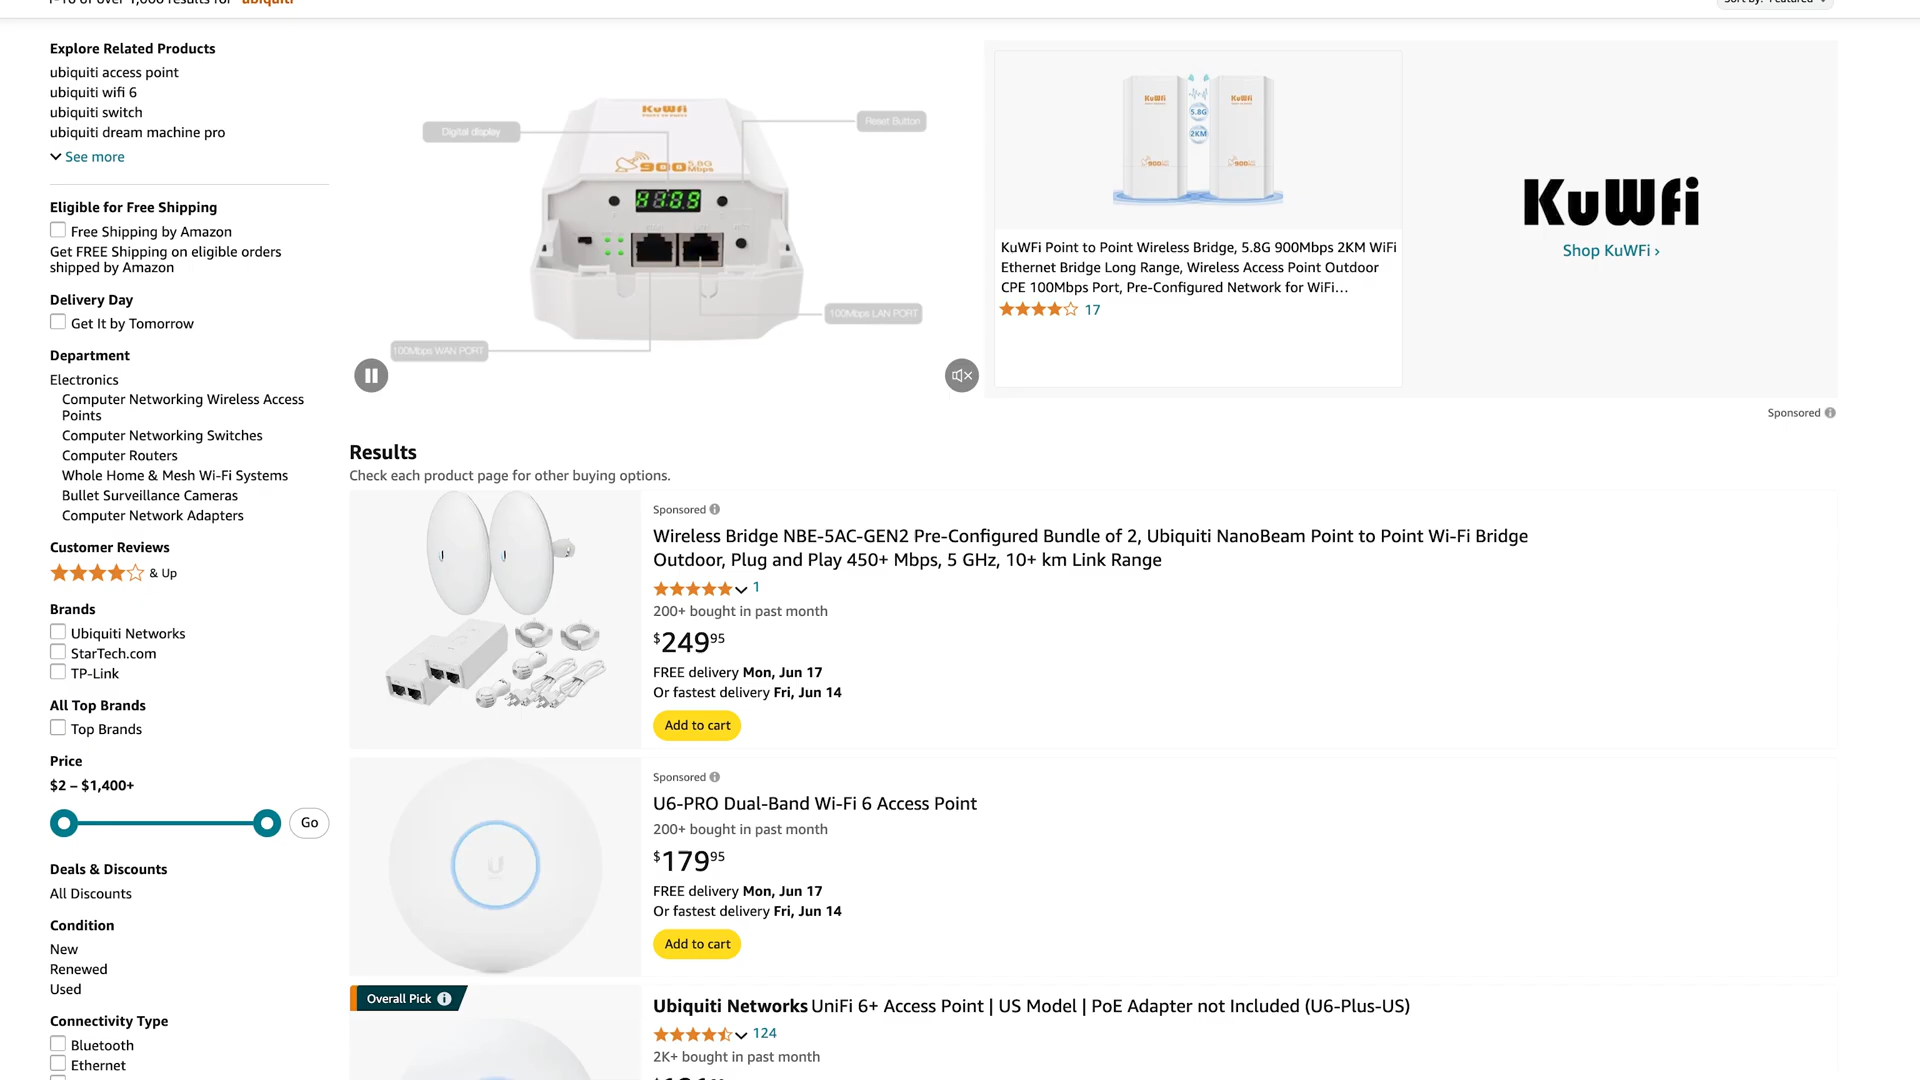 ubiquiti
Explore Related Products
ubiquiti access point
ubiquiti wifi 6
ubiquiti switch
ubiquiti dream machine pro
See more
Eligible for Free Shipping
Free Shipping by Amazon
Get FREE Shipping on eligible orders
shipped by Amazon
Delivery Day
Get It by Tomorrow
Department
Electronics
Computer Networking Wireless Access
Points
Computer Networking Switches
Computer Routers
Whole Home & Mesh Wi-Fi Systems
Bullet Surveillance Cameras
Computer Network Adapters
Customer Reviews
& Up
Brands
Ubiquiti Networks
StarTech.com
TP-Link
All Top Brands
Top Brands
Price
$2 – $1,400+
Go
Deals & Discounts
All Discounts
Condition
New
Renewed
Used
Connectivity Type
Bluetooth
Ethernet
KuWFi
Digital display
Reset Button
900 5.8G
Mbps
100Mbps LAN PORT
100Mbps WAN PORT
KuWFi
KuWFi
5.8G
2KM
900
900
KuWFi Point to Point Wireless Bridge, 5.8G 900Mbps 2KM WiFi
Ethernet Bridge Long Range, Wireless Access Point Outdoor
CPE 100Mbps Port, Pre-Configured Network for WiFi…
17
KuWFi
Shop KuWFi ›
Sponsored
Results
Check each product page for other buying options.
Sponsored
Wireless Bridge NBE-5AC-GEN2 Pre-Configured Bundle of 2, Ubiquiti NanoBeam Point to Point Wi-Fi Bridge
Outdoor, Plug and Play 450+ Mbps, 5 GHz, 10+ km Link Range
1
200+ bought in past month
$249.95
FREE delivery Mon, Jun 17
Or fastest delivery Fri, Jun 14
Add to cart
Sponsored
U6-PRO Dual-Band Wi-Fi 6 Access Point
200+ bought in past month
$179.95
FREE delivery Mon, Jun 17
Or fastest delivery Fri, Jun 14
Add to cart
Overall Pick
Ubiquiti Networks UniFi 6+ Access Point | US Model | PoE Adapter not Included (U6-Plus-US)
124
2K+ bought in past month